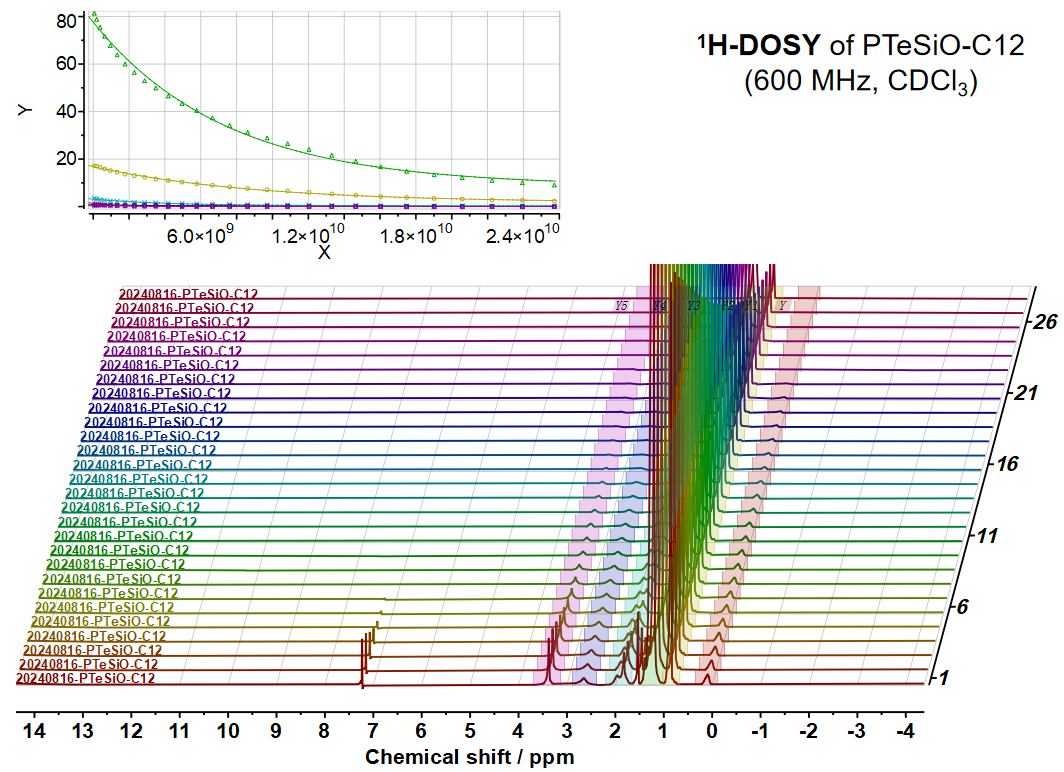 ¹H-DOSY of PTeSiO-C12
(600 MHz, CDCl₃)
80
60
Y
40
20
6.0×10⁹ 1.2×10¹⁰ 1.8×10¹⁰ 2.4×10¹⁰
X
20240816-PTeSiO-C12
20240816-PTeSiO-C12
Y5 Y4 Y3 Y2 Y
20240816-PTeSiO-C12
26
20240816-PTeSiO-C12
20240816-PTeSiO-C12
20240816-PTeSiO-C12
20240816-PTeSiO-C12
20240816-PTeSiO-C12
21
20240816-PTeSiO-C12
20240816-PTeSiO-C12
20240816-PTeSiO-C12
20240816-PTeSiO-C12
20240816-PTeSiO-C12
16
20240816-PTeSiO-C12
20240816-PTeSiO-C12
20240816-PTeSiO-C12
20240816-PTeSiO-C12
20240816-PTeSiO-C12
11
20240816-PTeSiO-C12
20240816-PTeSiO-C12
20240816-PTeSiO-C12
20240816-PTeSiO-C12
20240816-PTeSiO-C12
6
20240816-PTeSiO-C12
20240816-PTeSiO-C12
20240816-PTeSiO-C12
20240816-PTeSiO-C12
20240816-PTeSiO-C12
1
14 13 12 11 10 9 8 7 6 5 4 3 2 1 0 -1 -2 -3 -4
Chemical shift / ppm